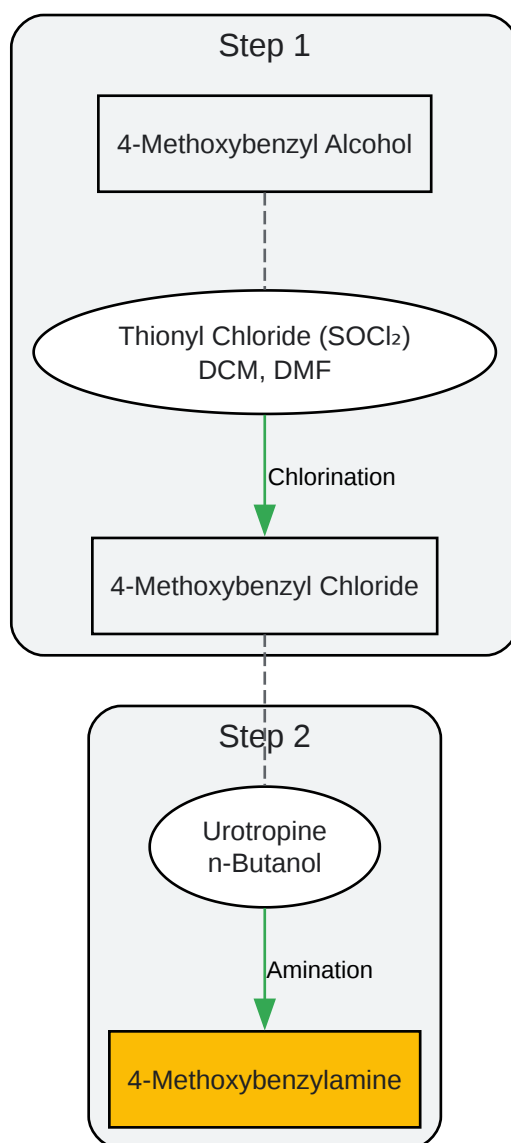 Step 1
4-Methoxybenzyl Alcohol
Thionyl Chloride (SOCl₂)
DCM, DMF
Chlorination
4-Methoxybenzyl Chloride
Step 2
Urotropine
n-Butanol
Amination
4-Methoxybenzylamine